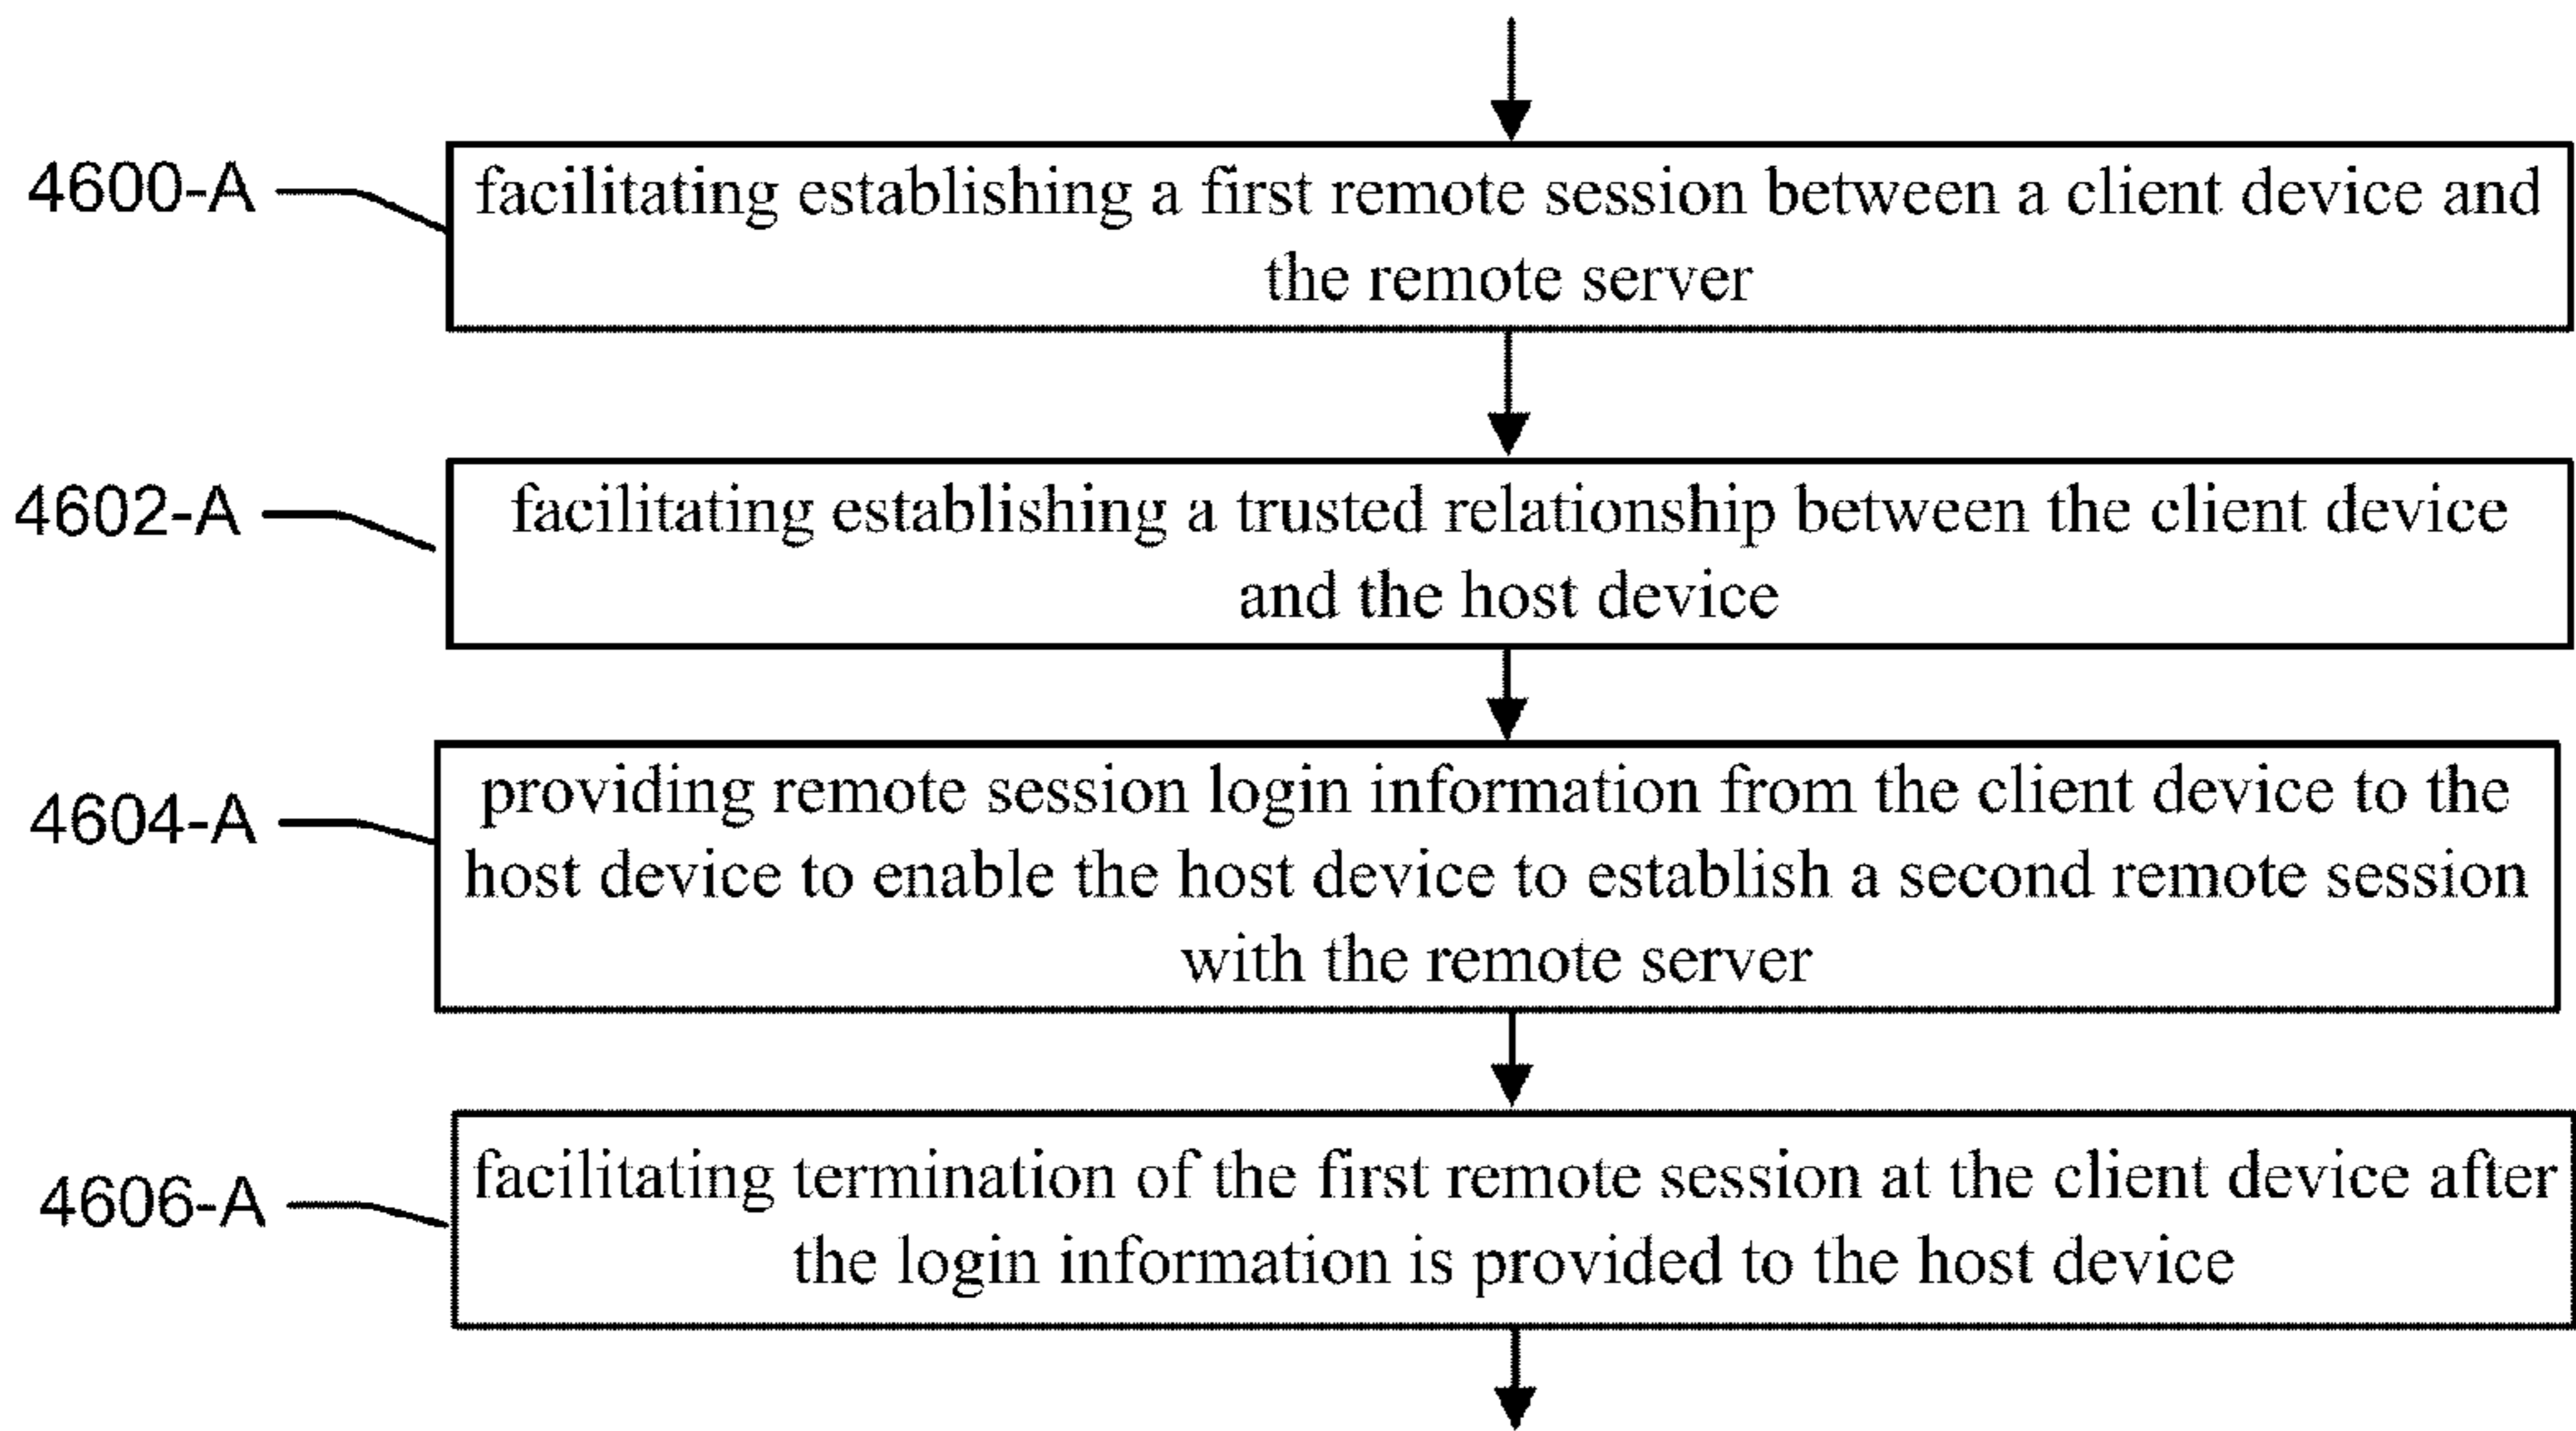 4600-A
facilitating establishing a first remote session between a client device and
the remote server
4602-A
facilitating establishing a trusted relationship between the client device
and the host device
4604-A
providing remote session login information from the client device to the
host device to enable the host device to establish a second remote session
with the remote server
4606-A
facilitating termination of the first remote session at the client device after
the login information is provided to the host device